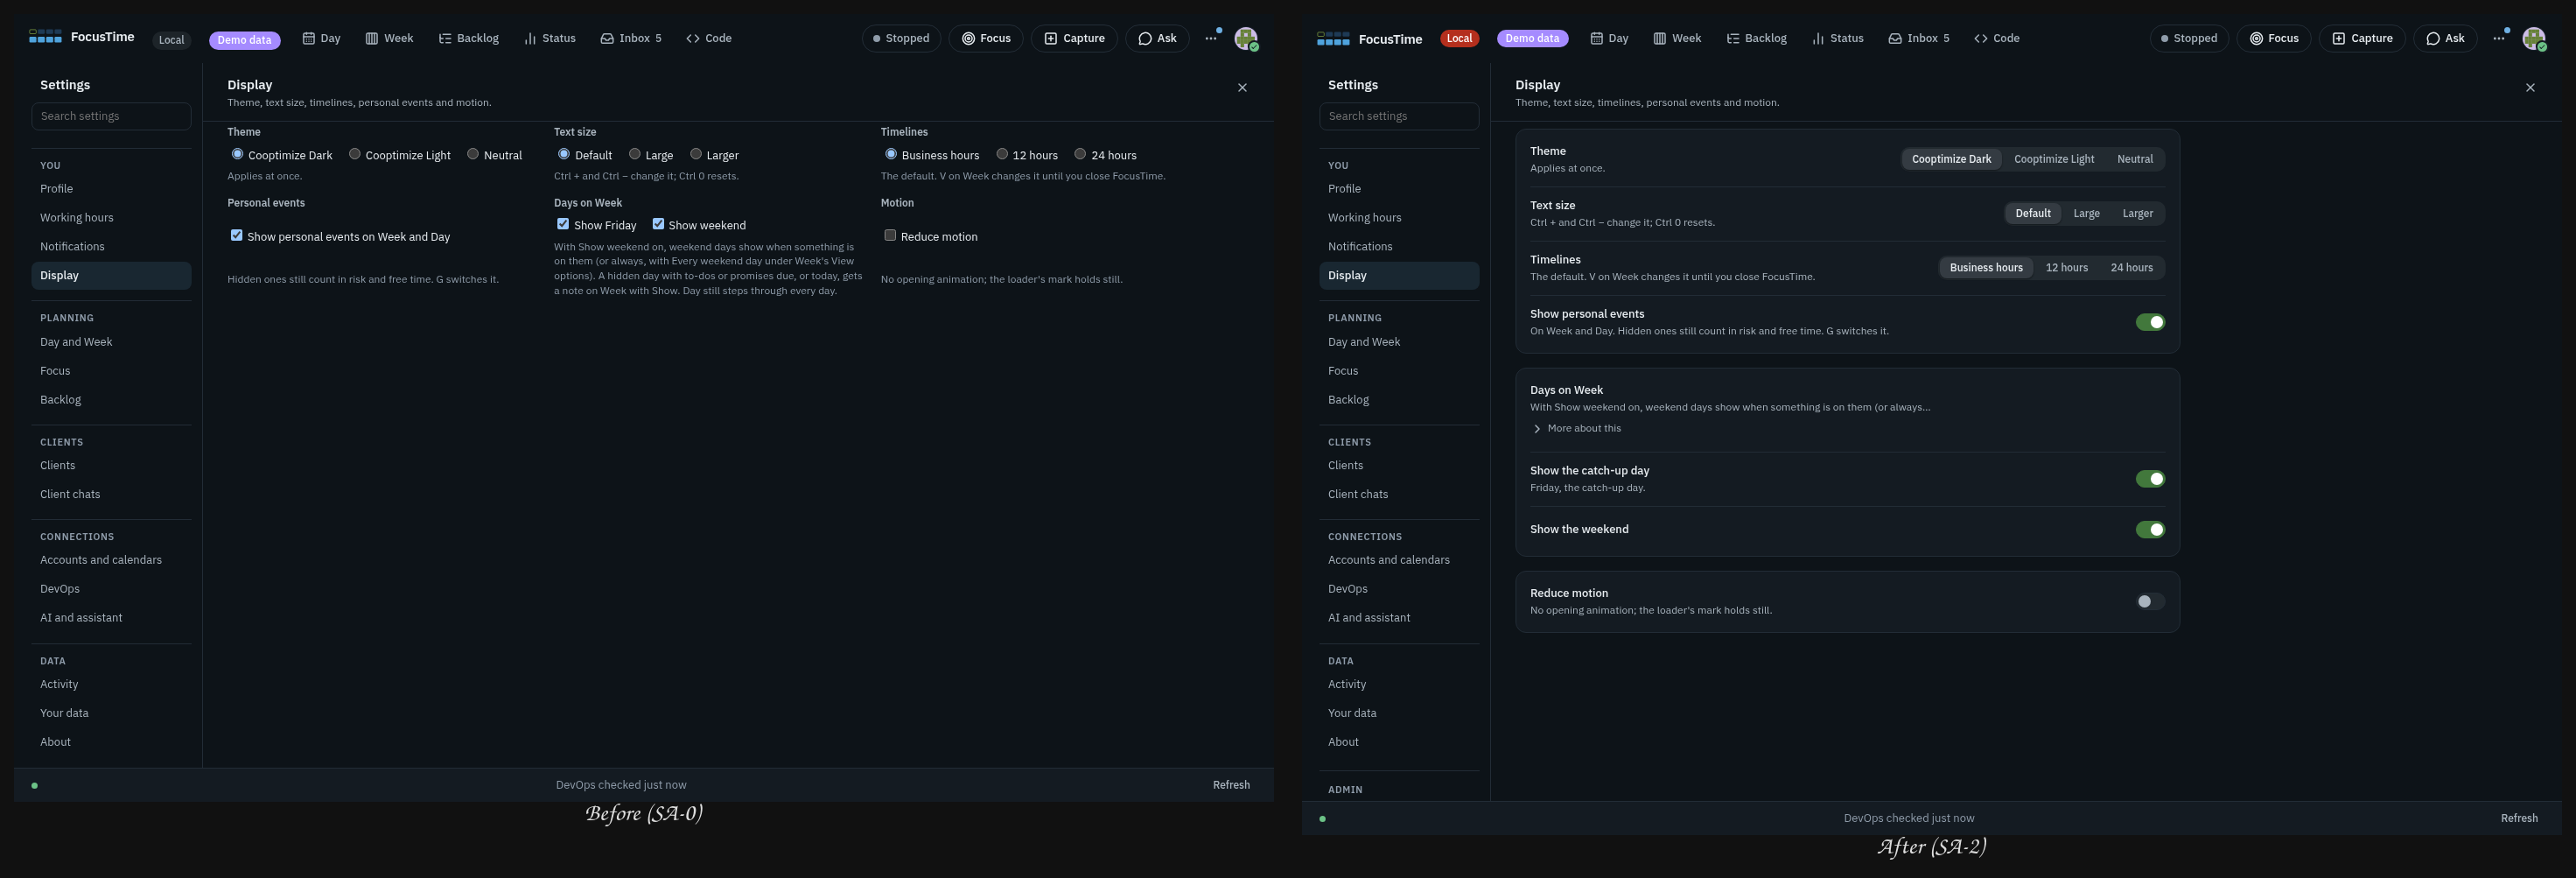 FocusTime Local Demo data Day Week Backlog Status Inbox 5 Code Stopped Focus Capture Ask
Settings
Search settings
YOU
Profile
Working hours
Notifications
Display
PLANNING
Day and Week
Focus
Backlog
CLIENTS
Clients
Client chats
CONNECTIONS
Accounts and calendars
DevOps
AI and assistant
DATA
Activity
Your data
About
Display
Theme, text size, timelines, personal events and motion.
Theme
Cooptimize Dark Cooptimize Light Neutral
Applies at once.
Text size
Default Large Larger
Ctrl + and Ctrl − change it; Ctrl 0 resets.
Timelines
Business hours 12 hours 24 hours
The default. V on Week changes it until you close FocusTime.
Personal events
Show personal events on Week and Day
Hidden ones still count in risk and free time. G switches it.
Days on Week
Show Friday Show weekend
With Show weekend on, weekend days show when something is
on them (or always, with Every weekend day under Week's View
options). A hidden day with to-dos or promises due, or today, gets
a note on Week with Show. Day still steps through every day.
Motion
Reduce motion
No opening animation; the loader's mark holds still.
DevOps checked just now
Refresh
Before (SA-0)
FocusTime Local Demo data Day Week Backlog Status Inbox 5 Code Stopped Focus Capture Ask
Settings
Search settings
YOU
Profile
Working hours
Notifications
Display
PLANNING
Day and Week
Focus
Backlog
CLIENTS
Clients
Client chats
CONNECTIONS
Accounts and calendars
DevOps
AI and assistant
DATA
Activity
Your data
About
ADMIN
Display
Theme, text size, timelines, personal events and motion.
Theme
Applies at once.
Cooptimize Dark Cooptimize Light Neutral
Text size
Ctrl + and Ctrl − change it; Ctrl 0 resets.
Default Large Larger
Timelines
The default. V on Week changes it until you close FocusTime.
Business hours 12 hours 24 hours
Show personal events
On Week and Day. Hidden ones still count in risk and free time. G switches it.
Days on Week
With Show weekend on, weekend days show when something is on them (or always...
More about this
Show the catch-up day
Friday, the catch-up day.
Show the weekend
Reduce motion
No opening animation; the loader's mark holds still.
DevOps checked just now
Refresh
After (SA-2)